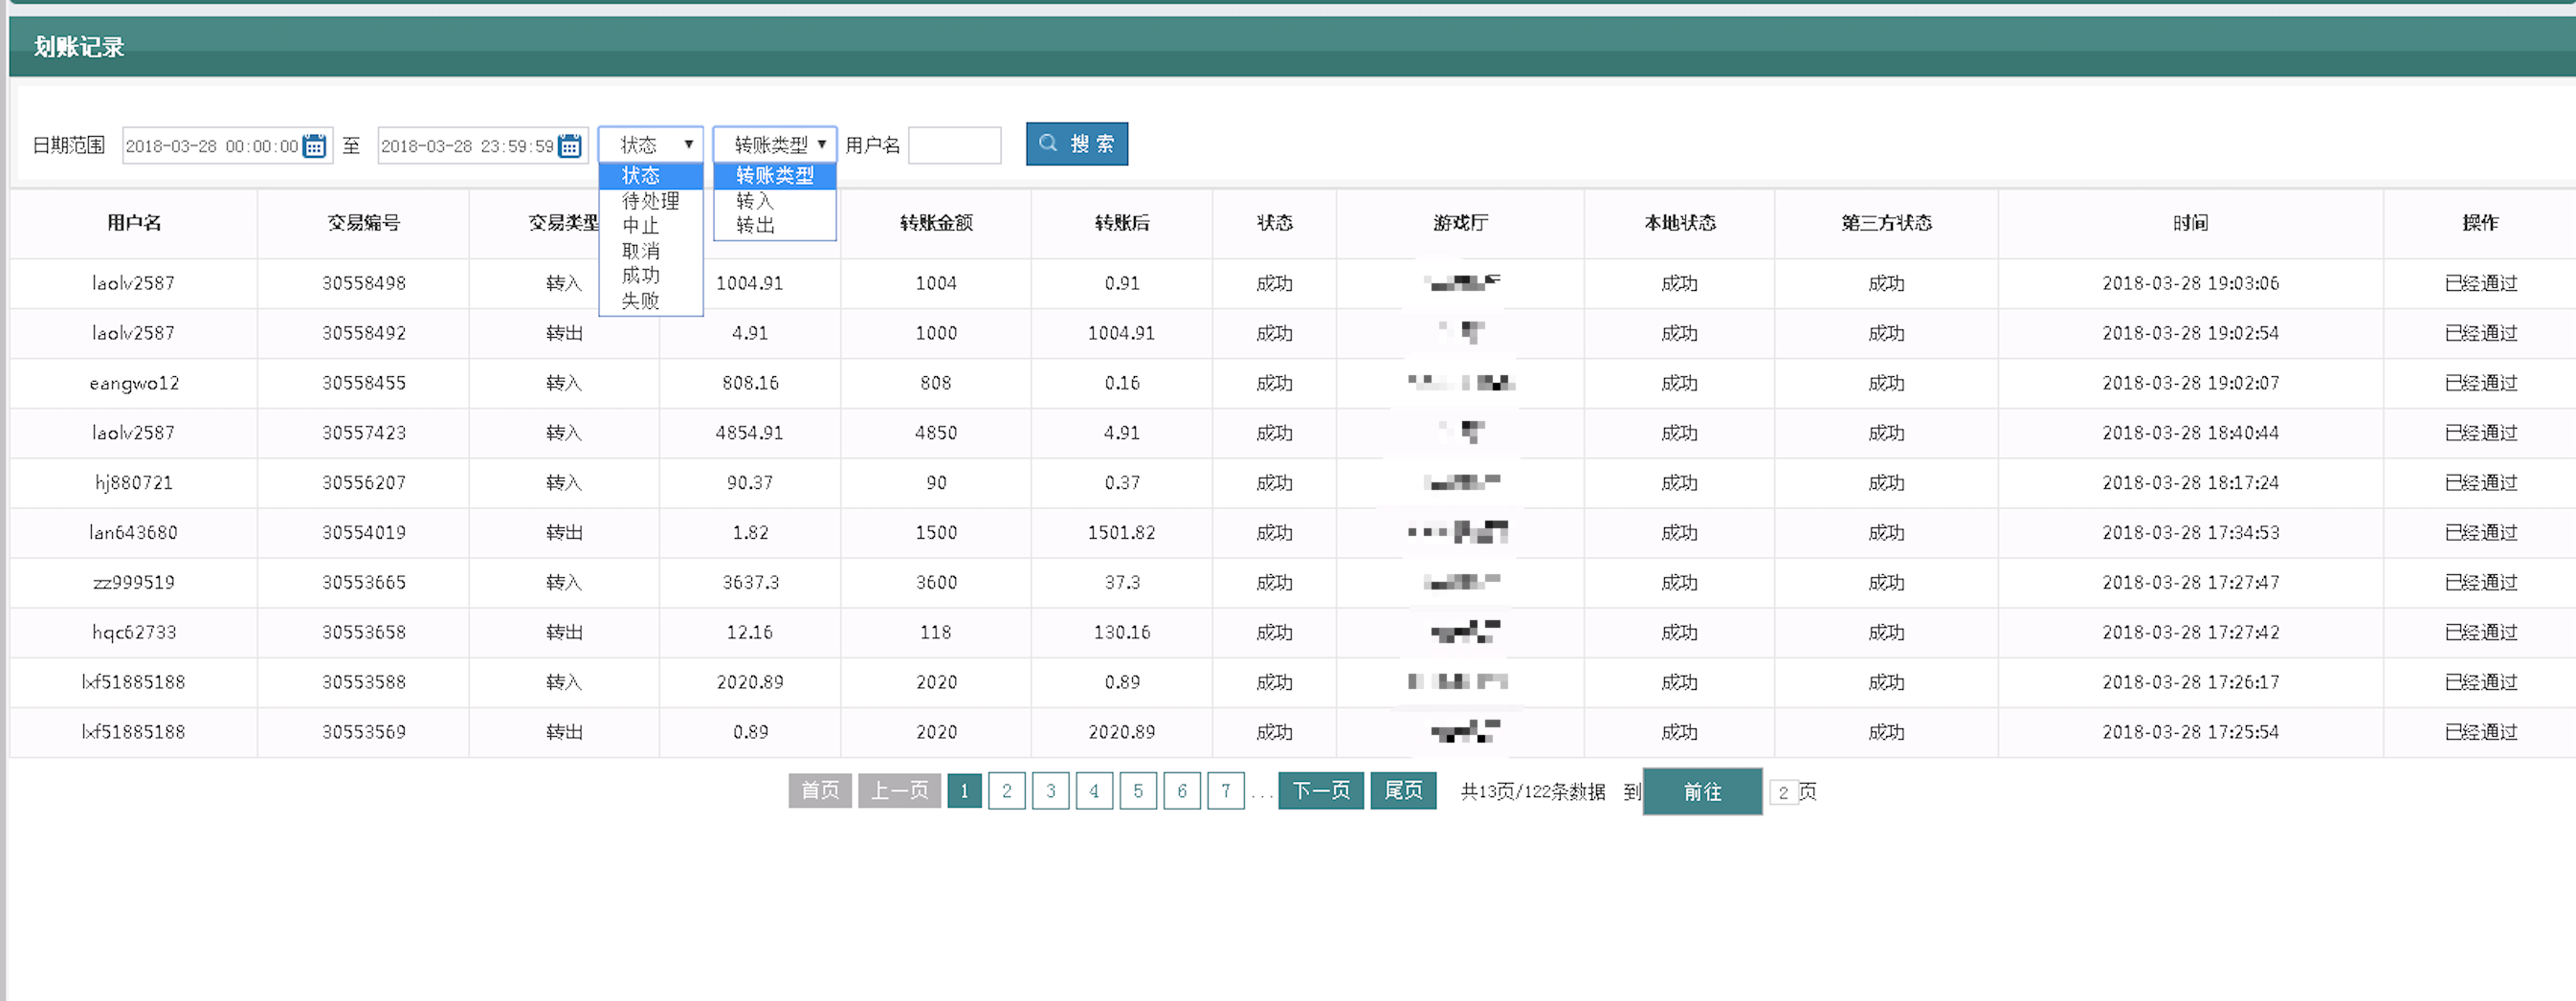 划账记录
日期范围 2018-03-28 00:00:00 至 2018-03-28 23:59:59 状态 ▼ 转账类型 ▼ 用户名 搜 索
状态 转账类型
待处理 转入
中止 转出
取消
成功
失败
用户名 交易编号 交易类型 转账金额 转账后 状态 游戏厅 本地状态 第三方状态 时间 操作
laolv2587 30558498 转入 1004.91 1004 0.91 成功 成功 成功 2018-03-28 19:03:06 已经通过
laolv2587 30558492 转出 4.91 1000 1004.91 成功 成功 成功 2018-03-28 19:02:54 已经通过
eangwo12 30558455 转入 808.16 808 0.16 成功 成功 成功 2018-03-28 19:02:07 已经通过
laolv2587 30557423 转入 4854.91 4850 4.91 成功 成功 成功 2018-03-28 18:40:44 已经通过
hj880721 30556207 转入 90.37 90 0.37 成功 成功 成功 2018-03-28 18:17:24 已经通过
lan643680 30554019 转出 1.82 1500 1501.82 成功 成功 成功 2018-03-28 17:34:53 已经通过
zz999519 30553665 转入 3637.3 3600 37.3 成功 成功 成功 2018-03-28 17:27:47 已经通过
hqc62733 30553658 转出 12.16 118 130.16 成功 成功 成功 2018-03-28 17:27:42 已经通过
lxf51885188 30553588 转入 2020.89 2020 0.89 成功 成功 成功 2018-03-28 17:26:17 已经通过
lxf51885188 30553569 转出 0.89 2020 2020.89 成功 成功 成功 2018-03-28 17:25:54 已经通过
首页 上一页 1 2 3 4 5 6 7 ... 下一页 尾页 共13页/122条数据 到 前往 2 页